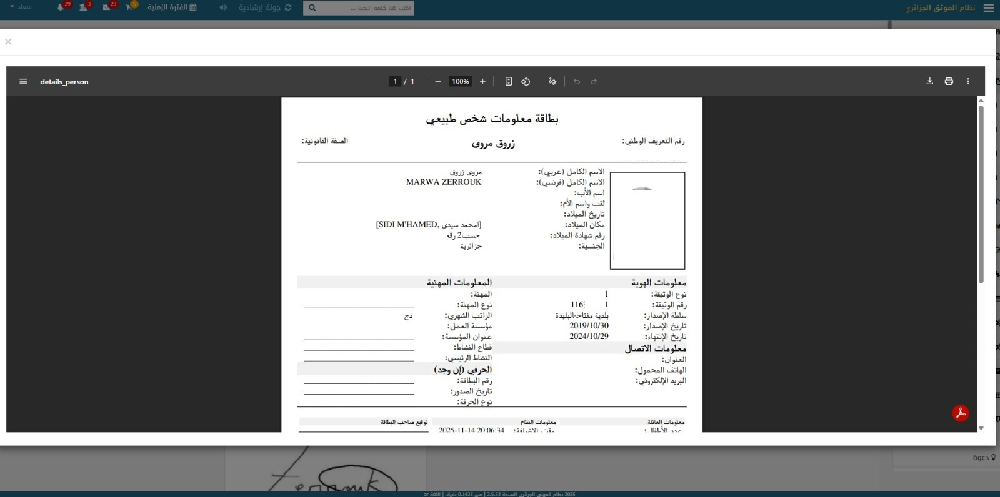 نظام الموثق الجزائري
اكتب هنا كلمة البحث ...
جولة إرشادية
الفترة الزمنية
5
23
3
29
سعاد
×
details_person
1 / 1
100%
بطاقة معلومات شخص طبيعي
رقم التعريف الوطني:
زروق مروى
الصفة القانونية:
الاسم الكامل (عربي): مروى زروق
الاسم الكامل (فرنسي): MARWA ZERROUK
اسم الأب:
لقب واسم الأم:
تاريخ الميلاد:
مكان الميلاد: [SIDI M'HAMED, امحمد سيدي]
رقم شهادة الميلاد: حسب2 رقم
الجنسية: جزائرية
معلومات الهوية
نوع الوثيقة: 1
رقم الوثيقة: 116
سلطة الإصدار: بلدية مفتاح-البليدة
تاريخ الإصدار: 2019/10/30
تاريخ الإنتهاء: 2024/10/29
معلومات الاتصال
العنوان:
الهاتف المحمول:
البريد الإلكتروني:
المعلومات المهنية
المهنة:
نوع المهنة:
الراتب الشهري: دج
مؤسسة العمل:
عنوان المؤسسة:
قطاع النشاط:
النشاط الرئيسي:
الحرفي (إن وجد)
رقم البطاقة:
تاريخ الصدور:
نوع الحرفة:
معلومات العائلة
معلومات النظام
توقيع صاحب البطاقة
عدد الأطفال:
وقت الإضافة: 2025-11-14 20:06:34
دعوة
Zerrouk
2025 نظام الموثق الجزائري النسخة 2.5.33 | في 0.1425 ثانية. | اللغة ar